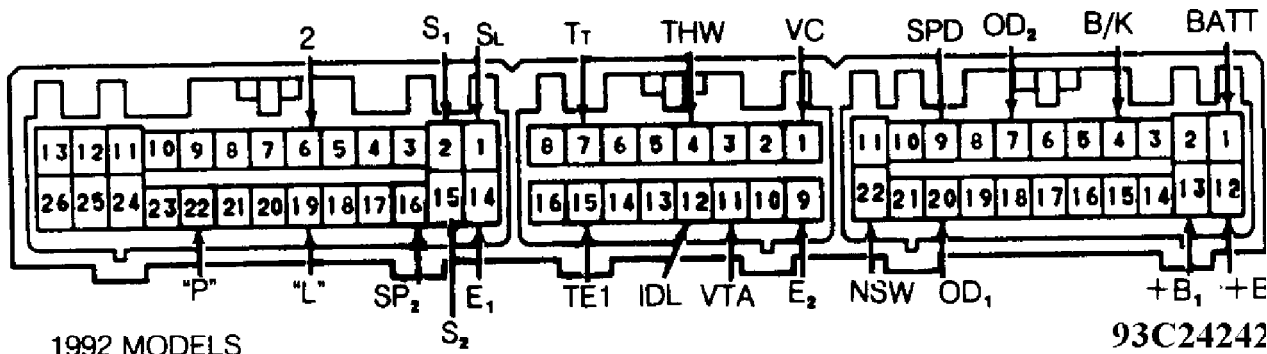 2 S₁ SL TT THW VC SPD OD₂ B/K BATT
13 12 11 10 9 8 7 6 5 4 3 2 1 8 7 6 5 4 3 2 1 11 10 9 8 7 6 5 4 3 2 1
26 25 24 23 22 21 20 19 18 17 16 15 14 16 15 14 13 12 11 10 9 22 21 20 19 18 17 16 15 14 13 12
"P" "L" SP₂ E₁ TE1 IDL VTA E₂ NSW OD₁ +B₁ +B
S₂
1992 MODELS 93C24242